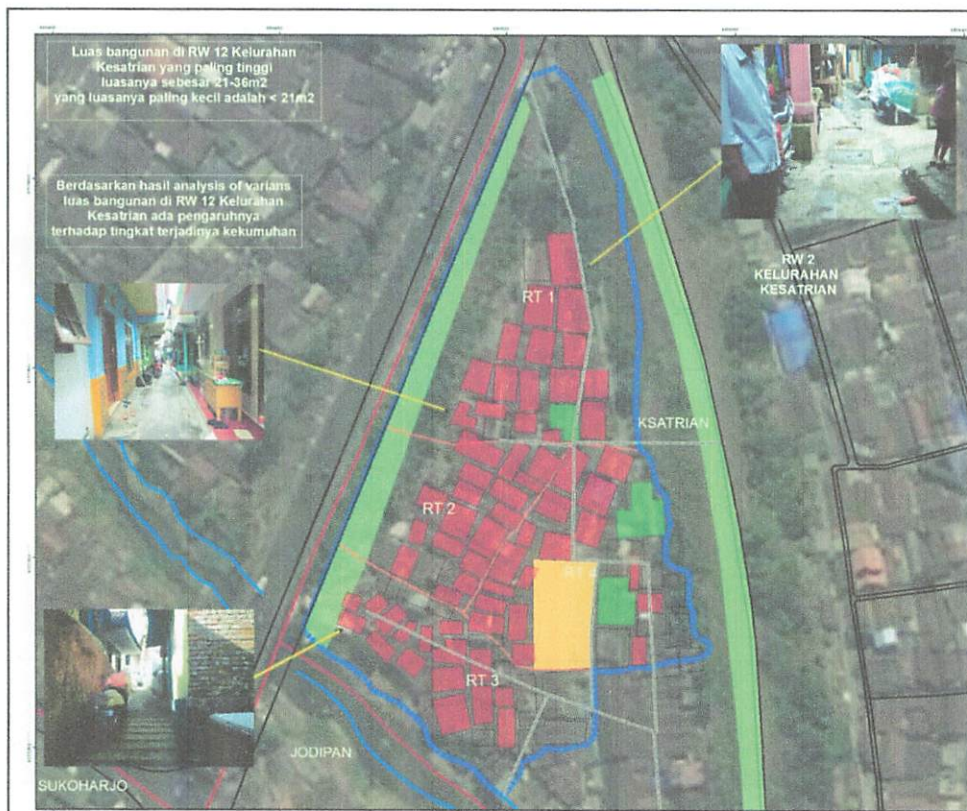 Luas bangunan di RW 12 Kelurahan
Kesatrian yang paling tinggi
luasanya sebesar 21-36m2
yang luasanya paling kecil adalah < 21m2
Berdasarkan hasil analysis of varians
luas bangunan di RW 12 Kelurahan
Kesatrian ada pengaruhnya
terhadap tingkat terjadinya kekumuhan
RW 2
KELURAHAN
KESATRIAN
RT 1
KSATRIAN
RT 2
RT 3
JODIPAN
SUKOHARJO